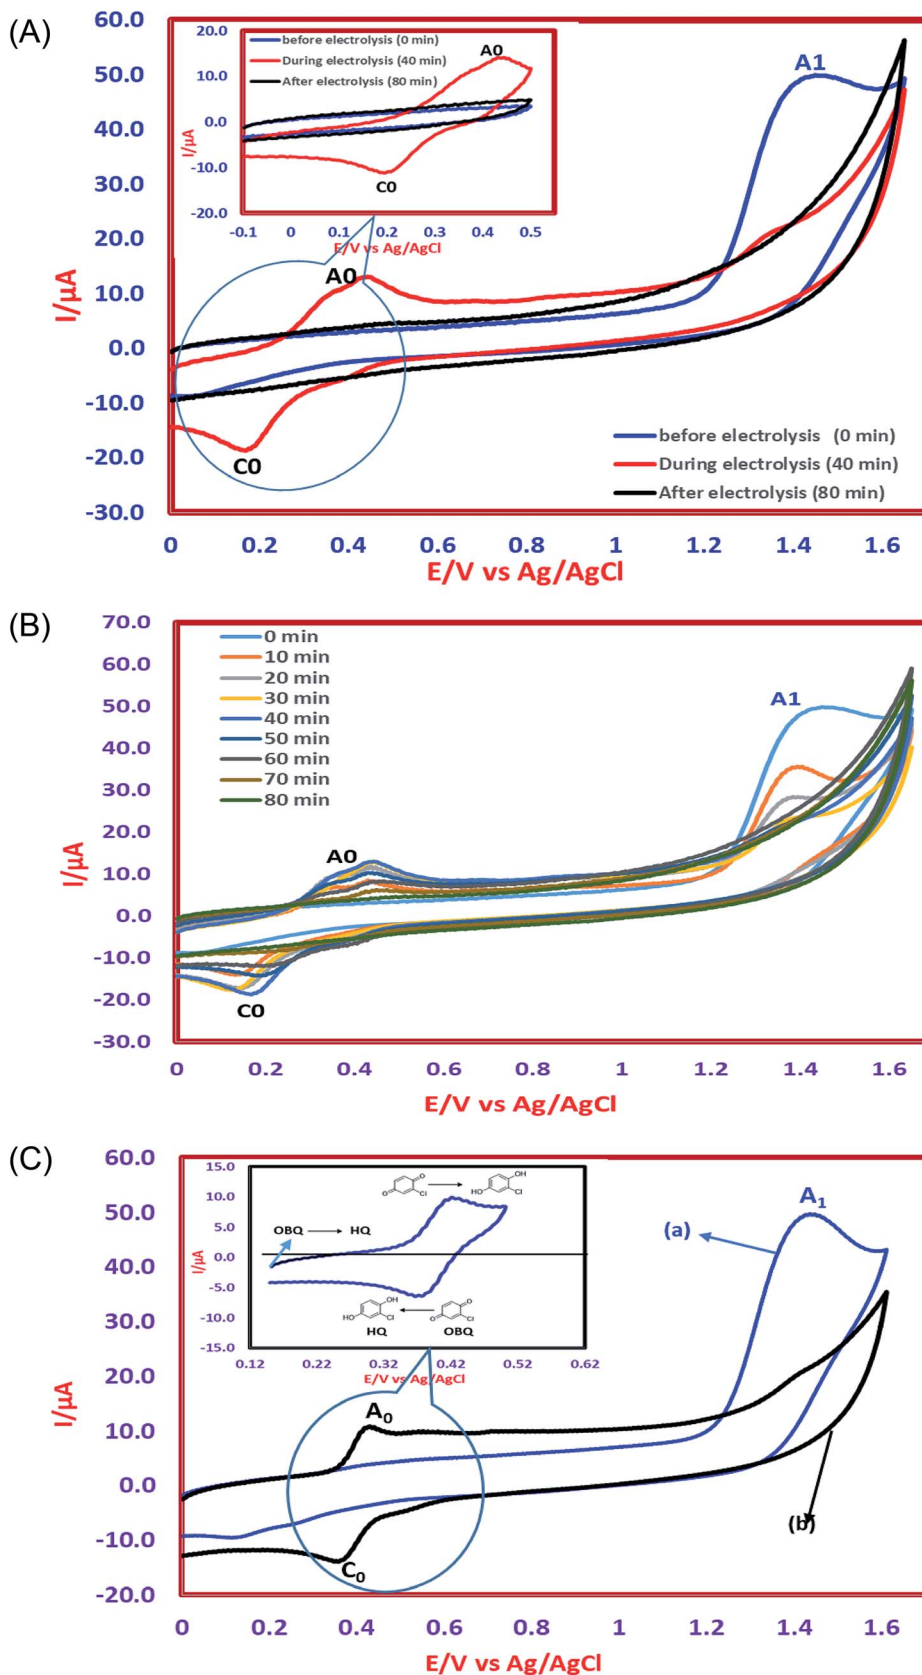 (A)
60.0
50.0
40.0
30.0
20.0
10.0
0.0
-10.0
-20.0
-30.0
I/µA
20.0
10.0
0.0
-10.0
-20.0
I/µA
before electrolysis (0 min)
During electrolysis (40 min)
After electrolysis (80 min)
A0
C0
-0.1 0 0.1 0.2 0.3 0.4 0.5
E/V vs Ag/AgCl
A1
A0
C0
before electrolysis (0 min)
During electrolysis (40 min)
After electrolysis (80 min)
0 0.2 0.4 0.6 0.8 1 1.2 1.4 1.6
E/V vs Ag/AgCl
(B)
70.0
60.0
50.0
40.0
30.0
20.0
10.0
0.0
-10.0
-20.0
-30.0
I/µA
0 min
10 min
20 min
30 min
40 min
50 min
60 min
70 min
80 min
A1
A0
C0
0 0.2 0.4 0.6 0.8 1 1.2 1.4 1.6
E/V vs Ag/AgCl
(C)
60.0
50.0
40.0
30.0
20.0
10.0
0.0
-10.0
-20.0
I/µA
15.0
10.0
5.0
0.0
-5.0
-10.0
-15.0
I/µA
O O Cl
OH HO Cl
OBQ HQ
OH HO Cl
O O Cl
HQ OBQ
0.12 0.22 0.32 0.42 0.52 0.62
E/V vs Ag/AgCl
A₁
(a)
A₀
C₀
(b)
0 0.2 0.4 0.6 0.8 1 1.2 1.4 1.6
E/V vs Ag/AgCl